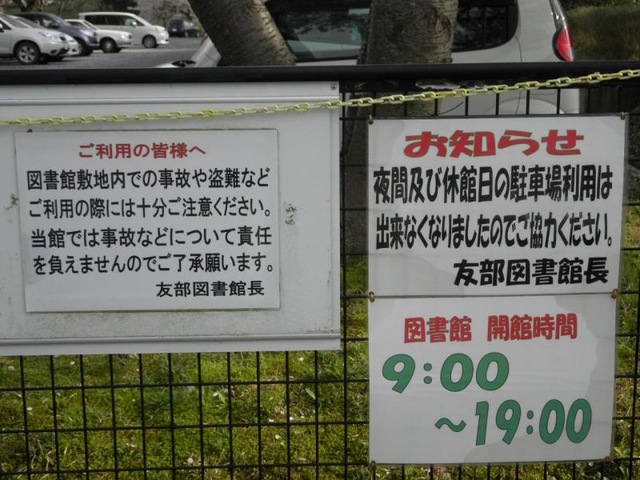 ご利用の皆様へ
図書館敷地内での事故や盗難など
ご利用の際には十分ご注意ください。
当館では事故などについて責任
を負えませんのでご了承願います。
友部図書館長
お知らせ
夜間及び休館日の駐車場利用は
出来なくなりましたのでご協力ください。
友部図書館長
図書館 開館時間
9:00
～19:00